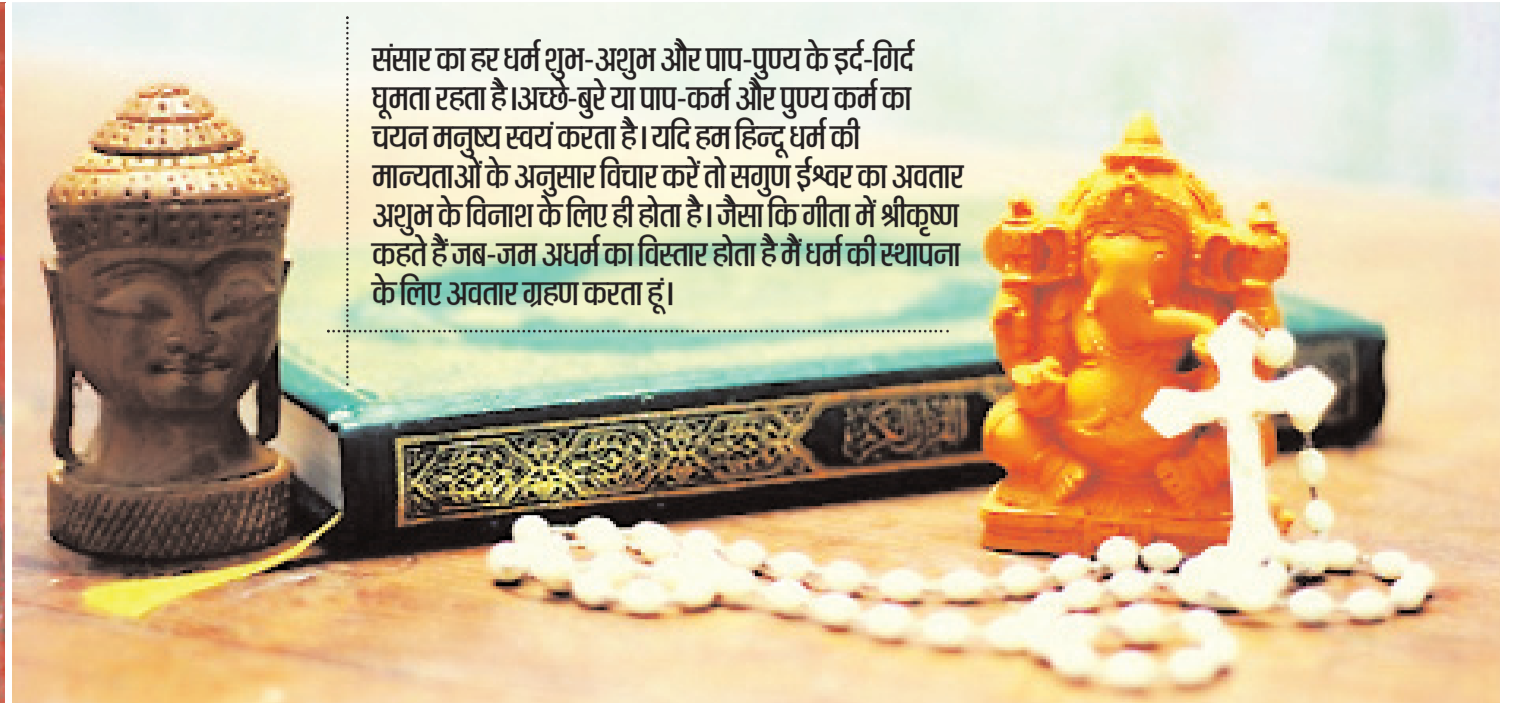 संसार का हर धर्म शुभ-अशुभ और पाप-पुण्य के इर्द-गिर्द
घूमता रहता है।अच्छे-बुरे या पाप-कर्म और पुण्य कर्म का
चयन मनुष्य स्वयं करता है। यदि हम हिन्दू धर्म की
मान्यताओं के अनुसार विचार करें तो सगुण ईश्वर का अवतार
अशुभ के विनाश के लिए ही होता है। जैसा कि गीता में श्रीकृष्ण
कहते हैं जब-जम अधर्म का विस्तार होता है मैं धर्म की स्थापना
के लिए अवतार ग्रहण करता हूं।